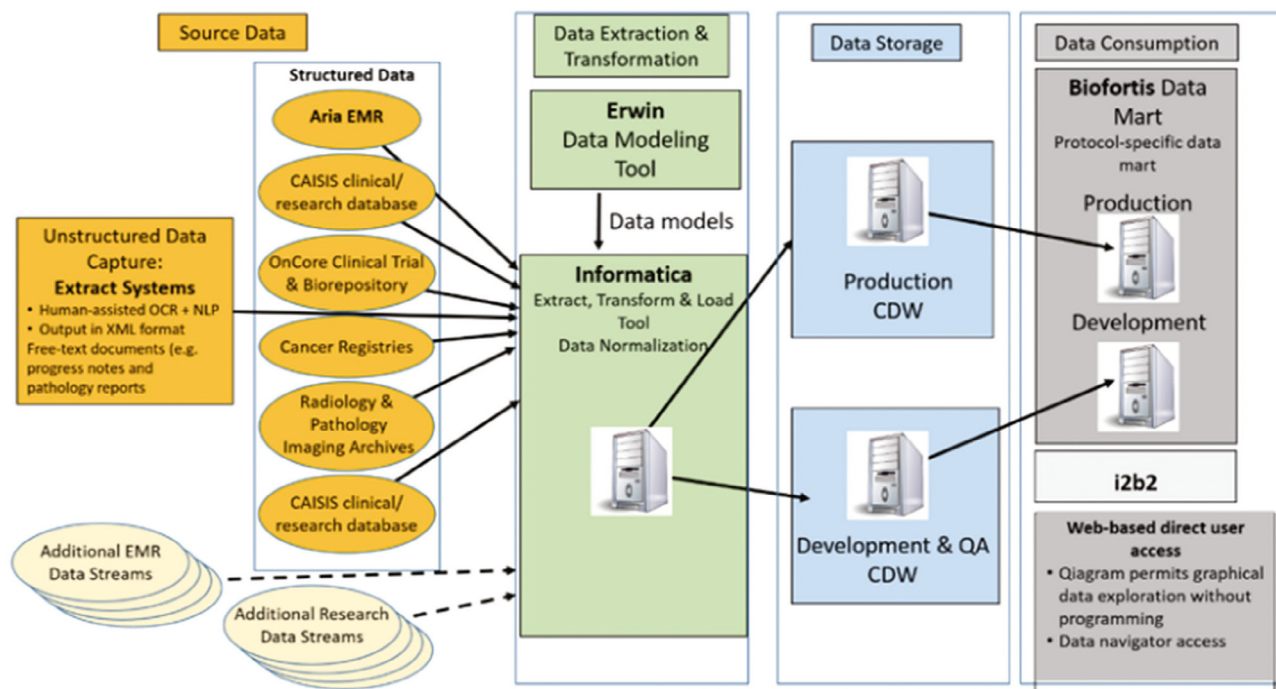 Source Data
Structured Data
Aria EMR
CAISIS clinical/
research database
OnCore Clinical Trial
& Biorepository
Cancer Registries
Radiology &
Pathology
Imaging Archives
CAISIS clinical/
research database
Unstructured Data
Capture:
Extract Systems
• Human-assisted OCR + NLP
• Output in XML format
Free-text documents (e.g.
progress notes and
pathology reports
Additional EMR
Data Streams
Additional Research
Data Streams
Data Extraction &
Transformation
Erwin
Data Modeling
Tool
Data models
Informatica
Extract, Transform & Load
Tool
Data Normalization
Data Storage
Production
CDW
Development & QA
CDW
Data Consumption
Biofortis Data
Mart
Protocol-specific data
mart
Production
Development
i2b2
Web-based direct user
access
• Qiagram permits graphical
data exploration without
programming
• Data navigator access